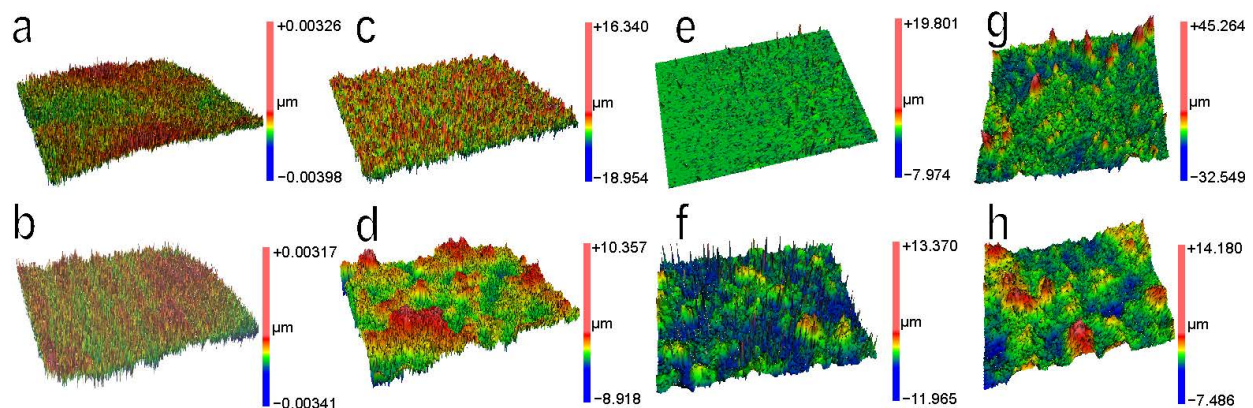 a
+0.00326
μm
−0.00398
c
+16.340
μm
−18.954
e
+19.801
μm
−7.974
g
+45.264
μm
−32.549
b
+0.00317
μm
−0.00341
d
+10.357
μm
−8.918
f
+13.370
μm
−11.965
h
+14.180
μm
−7.486